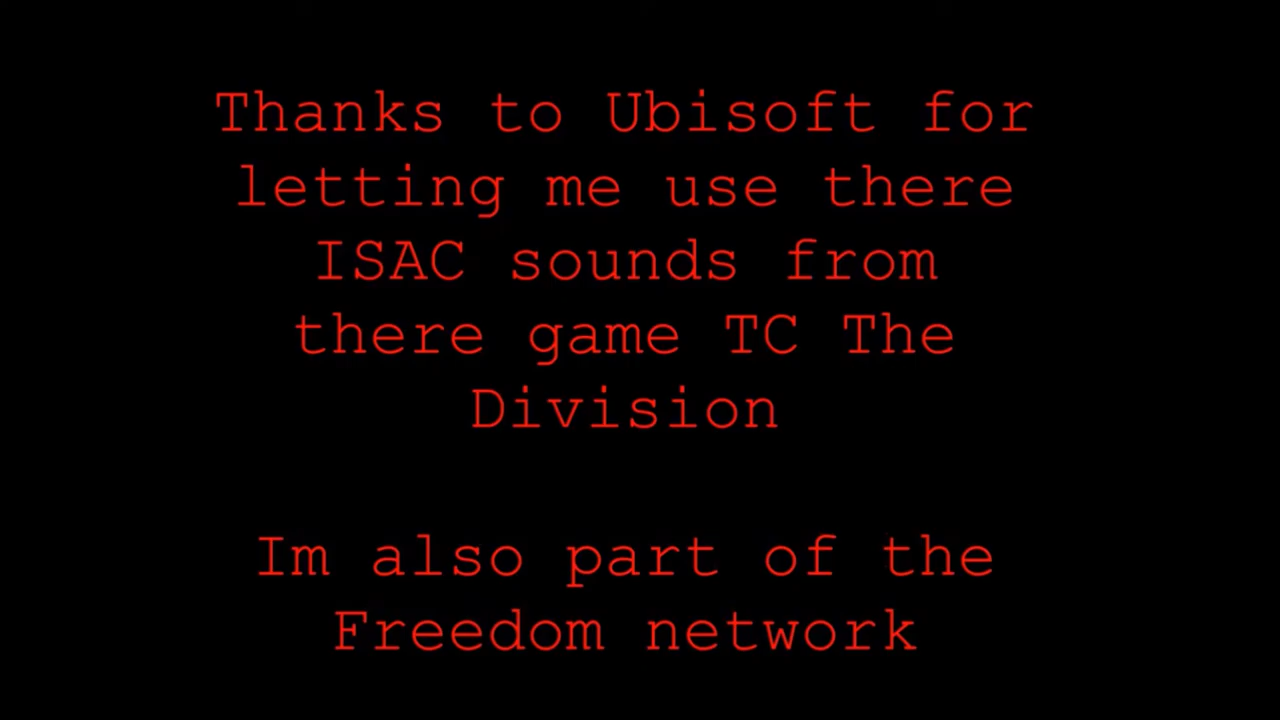 Thanks to Ubisoft for
letting me use there
ISAC sounds from
there game TC The
Division
Im also part of the
Freedom network